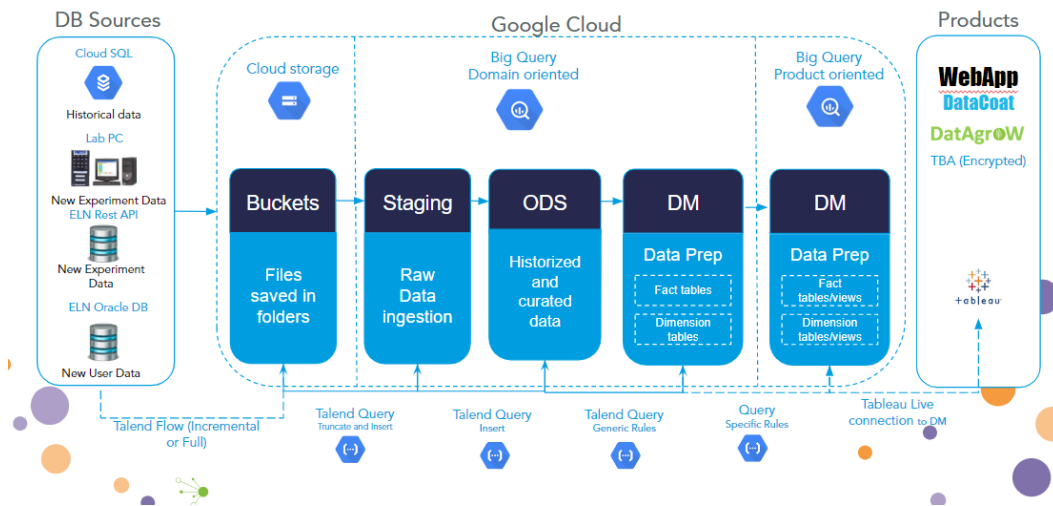 DB Sources
Google Cloud
Products
Cloud SQL
Historical data
Lab PC
New Experiment Data
ELN Rest API
New Experiment
Data
ELN Oracle DB
New User Data
Cloud storage
Big Query
Domain oriented
Big Query
Product oriented
Buckets
Files
saved in
folders
Staging
Raw
Data
ingestion
ODS
Historized
and
curated
data
DM
Data Prep
Fact tables
Dimension
tables
DM
Data Prep
Fact
tables/views
Dimension
tables/views
WebApp
DataCoat
DatAgroW
TBA (Encrypted)
+ableau
Talend Flow (Incremental
or Full)
Talend Query
Truncate and Insert
Talend Query
Insert
Talend Query
Generic Rules
Query
Specific Rules
Tableau Live
connection to DM